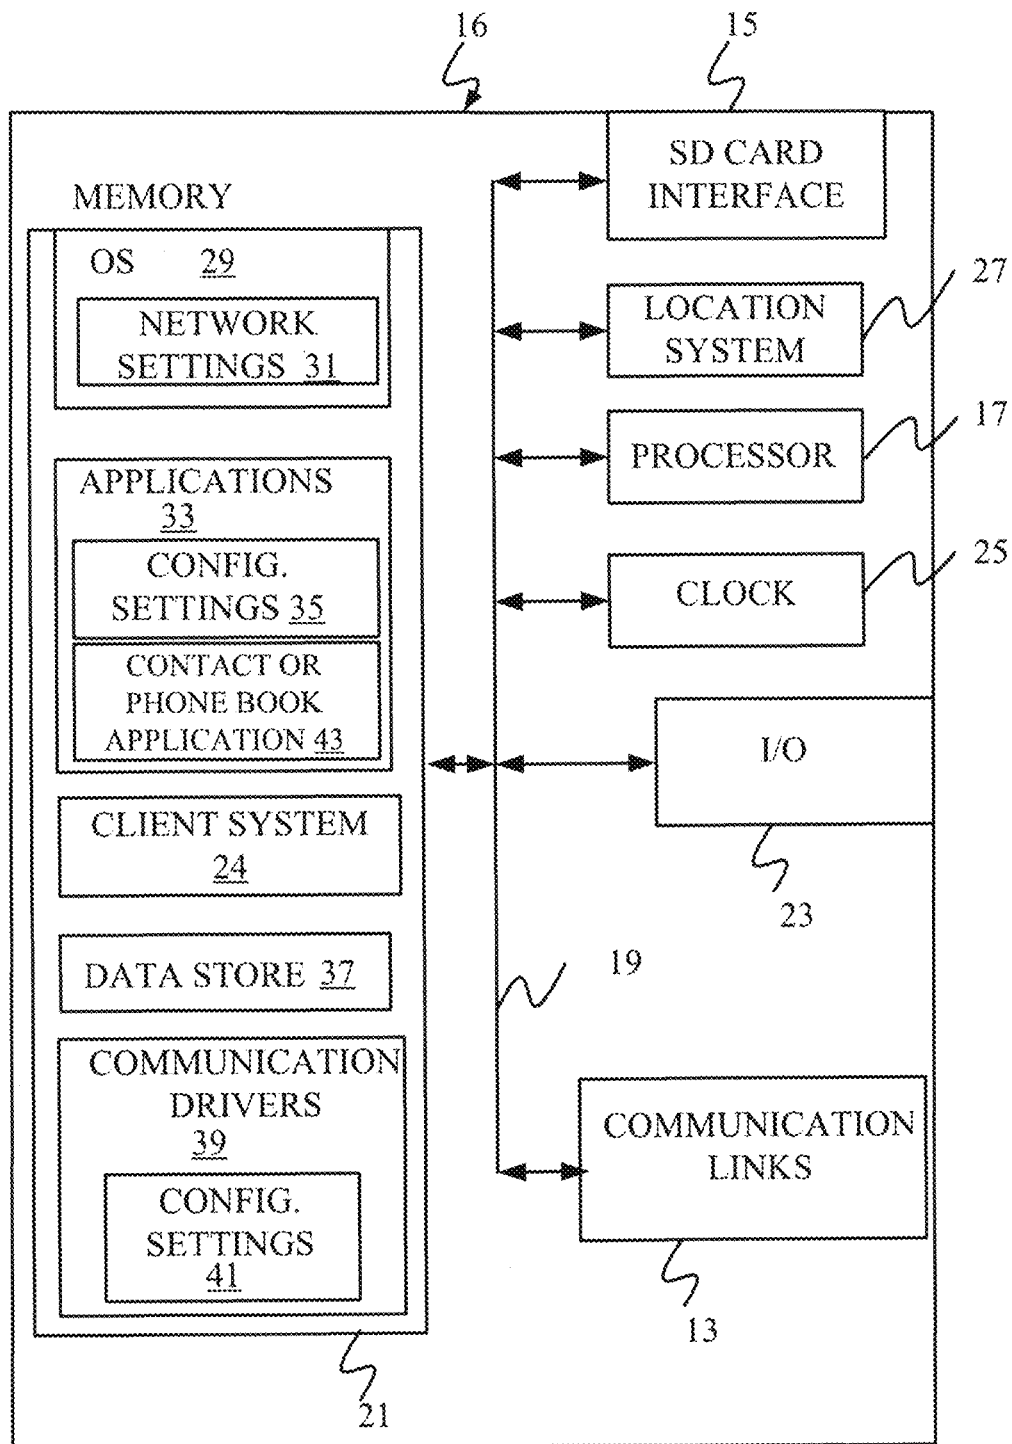 16
15
SD CARD
INTERFACE
MEMORY
OS 29
NETWORK
SETTINGS 31
27
LOCATION
SYSTEM
17
PROCESSOR
APPLICATIONS
33
CONFIG.
SETTINGS 35
CONTACT OR
PHONE BOOK
APPLICATION 43
25
CLOCK
I/O
23
CLIENT SYSTEM
24
19
DATA STORE 37
COMMUNICATION
DRIVERS
39
CONFIG.
SETTINGS
41
COMMUNICATION
LINKS
13
21